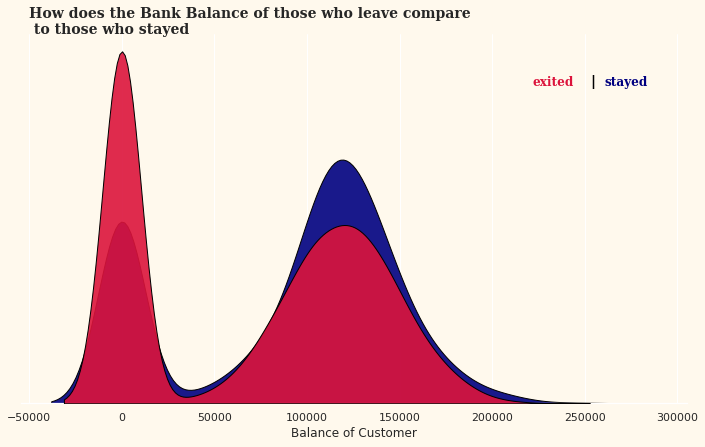 How does the Bank Balance of those who leave compare
to those who stayed
exited | stayed
−50000 0 50000 100000 150000 200000 250000 300000
Balance of Customer